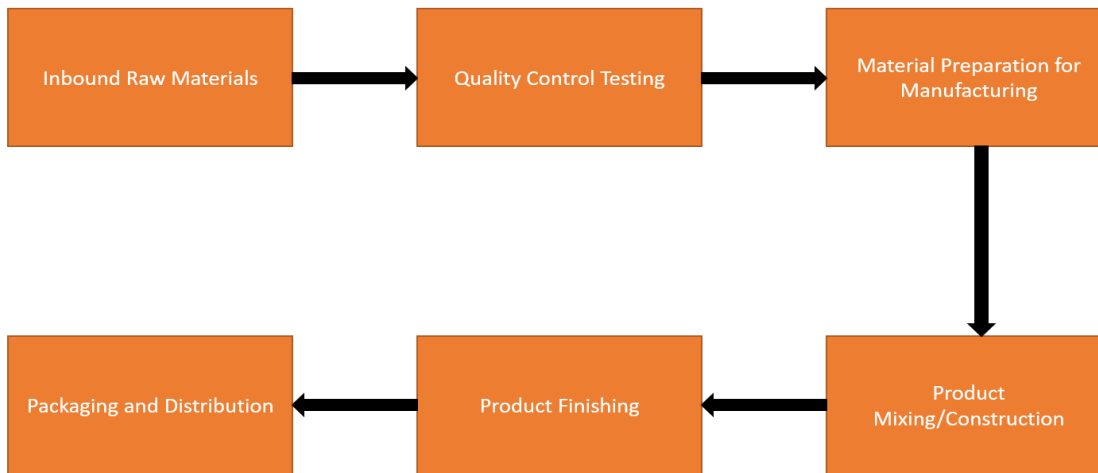 Inbound Raw Materials
Quality Control Testing
Material Preparation for
Manufacturing
Product
Mixing/Construction
Product Finishing
Packaging and Distribution